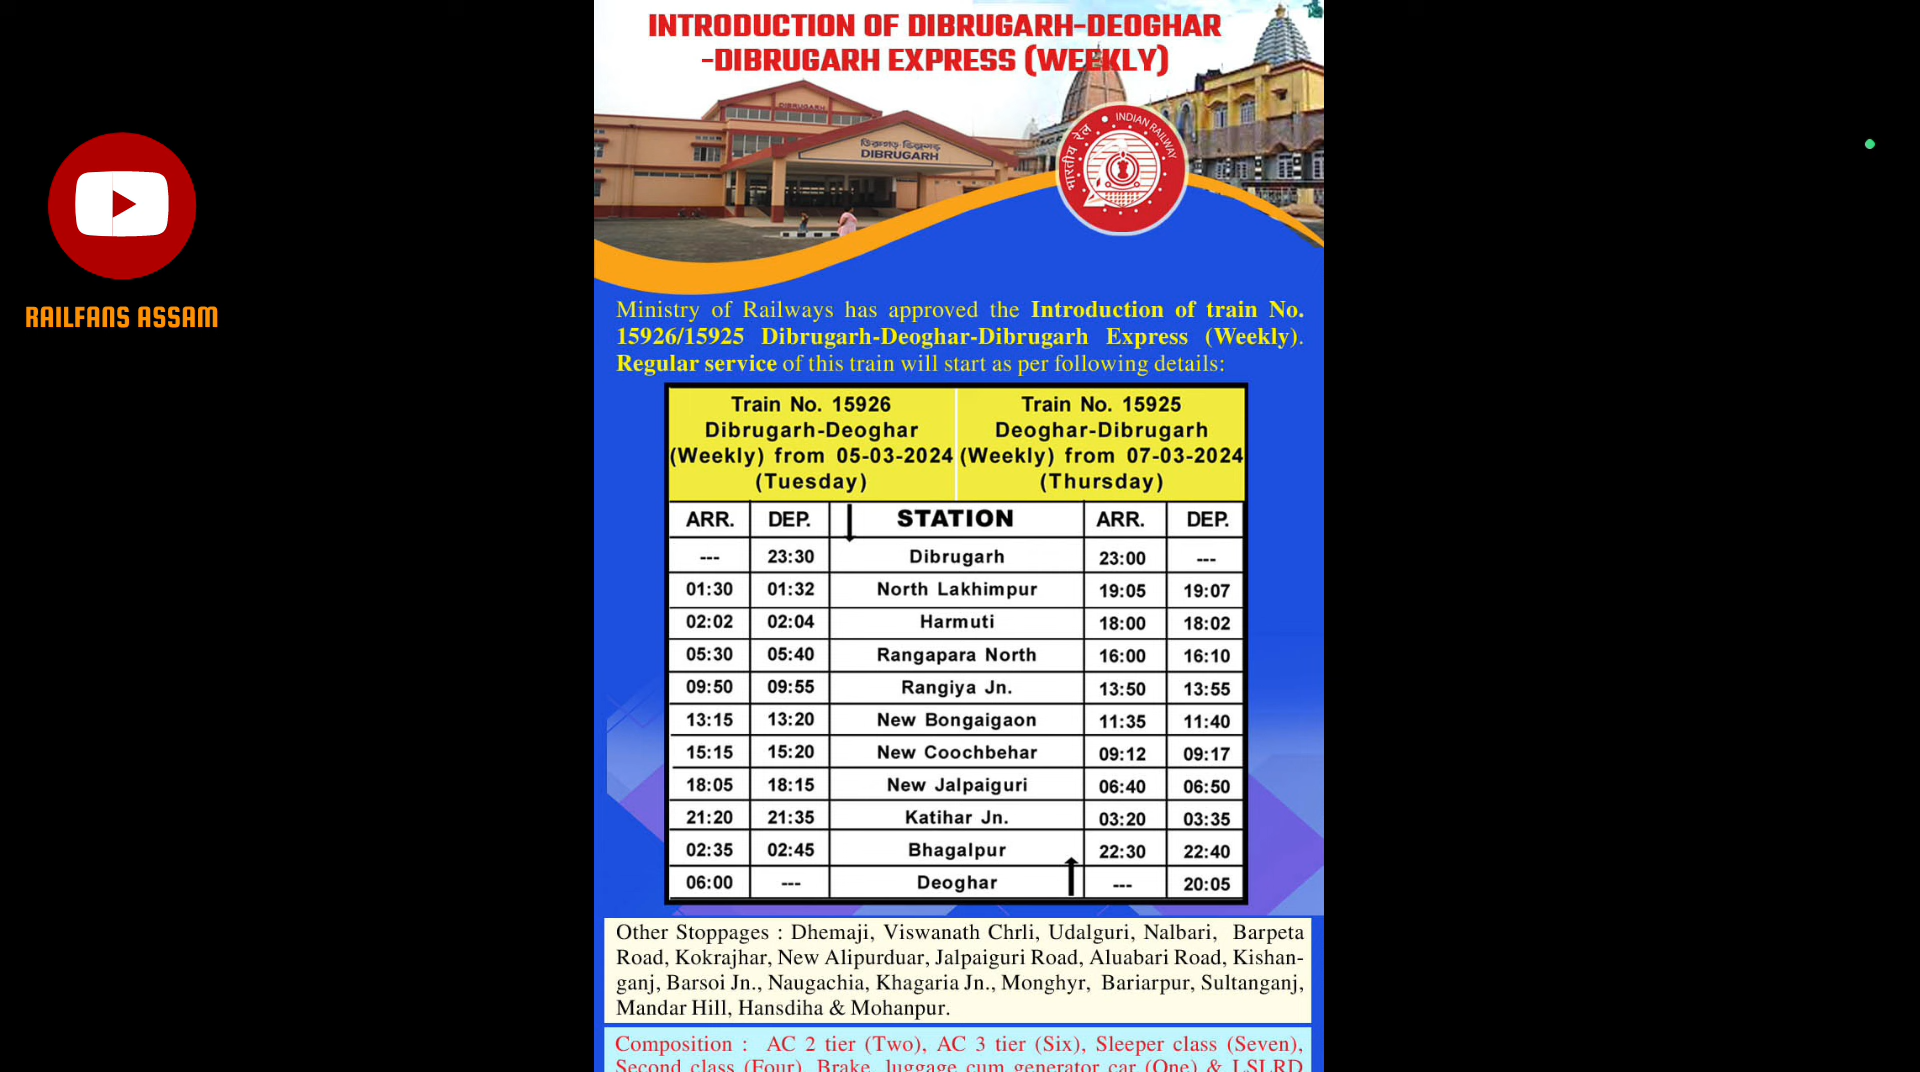 INTRODUCTION OF DIBRUGARH-DEOGHAR
-DIBRUGARH EXPRESS (WEEKLY)
DIBRUGARH
DIBRUGARH
भारतीय रेल INDIAN RAILWAY
RAILFANS ASSAM
Ministry of Railways has approved the Introduction of train No.
15926/15925 Dibrugarh-Deoghar-Dibrugarh Express (Weekly).
Regular service of this train will start as per following details:
Train No. 15926 Train No. 15925
Dibrugarh-Deoghar Deoghar-Dibrugarh
(Weekly) from 05-03-2024 (Weekly) from 07-03-2024
(Tuesday) (Thursday)
ARR. DEP. STATION ARR. DEP.
--- 23:30 Dibrugarh 23:00 ---
01:30 01:32 North Lakhimpur 19:05 19:07
02:02 02:04 Harmuti 18:00 18:02
05:30 05:40 Rangapara North 16:00 16:10
09:50 09:55 Rangiya Jn. 13:50 13:55
13:15 13:20 New Bongaigaon 11:35 11:40
15:15 15:20 New Coochbehar 09:12 09:17
18:05 18:15 New Jalpaiguri 06:40 06:50
21:20 21:35 Katihar Jn. 03:20 03:35
02:35 02:45 Bhagalpur 22:30 22:40
06:00 --- Deoghar --- 20:05
Other Stoppages : Dhemaji, Viswanath Chrli, Udalguri, Nalbari, Barpeta
Road, Kokrajhar, New Alipurduar, Jalpaiguri Road, Aluabari Road, Kishan-
ganj, Barsoi Jn., Naugachia, Khagaria Jn., Monghyr, Bariarpur, Sultanganj,
Mandar Hill, Hansdiha & Mohanpur.
Composition : AC 2 tier (Two), AC 3 tier (Six), Sleeper class (Seven),
Second class (Four), Brake, luggage cum generator car (One) & LSLRD